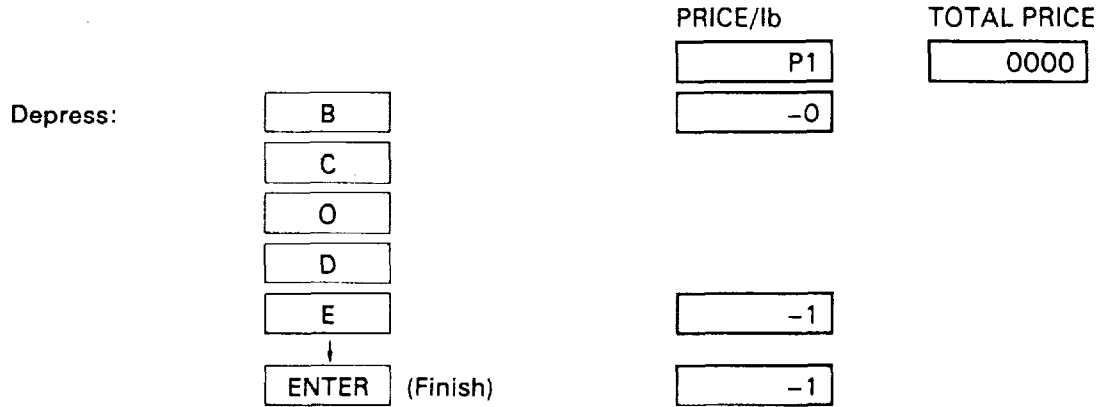 PRICE/lb TOTAL PRICE
P1 0000
Depress: B -0
C
O
D
E -1
ENTER (Finish) -1